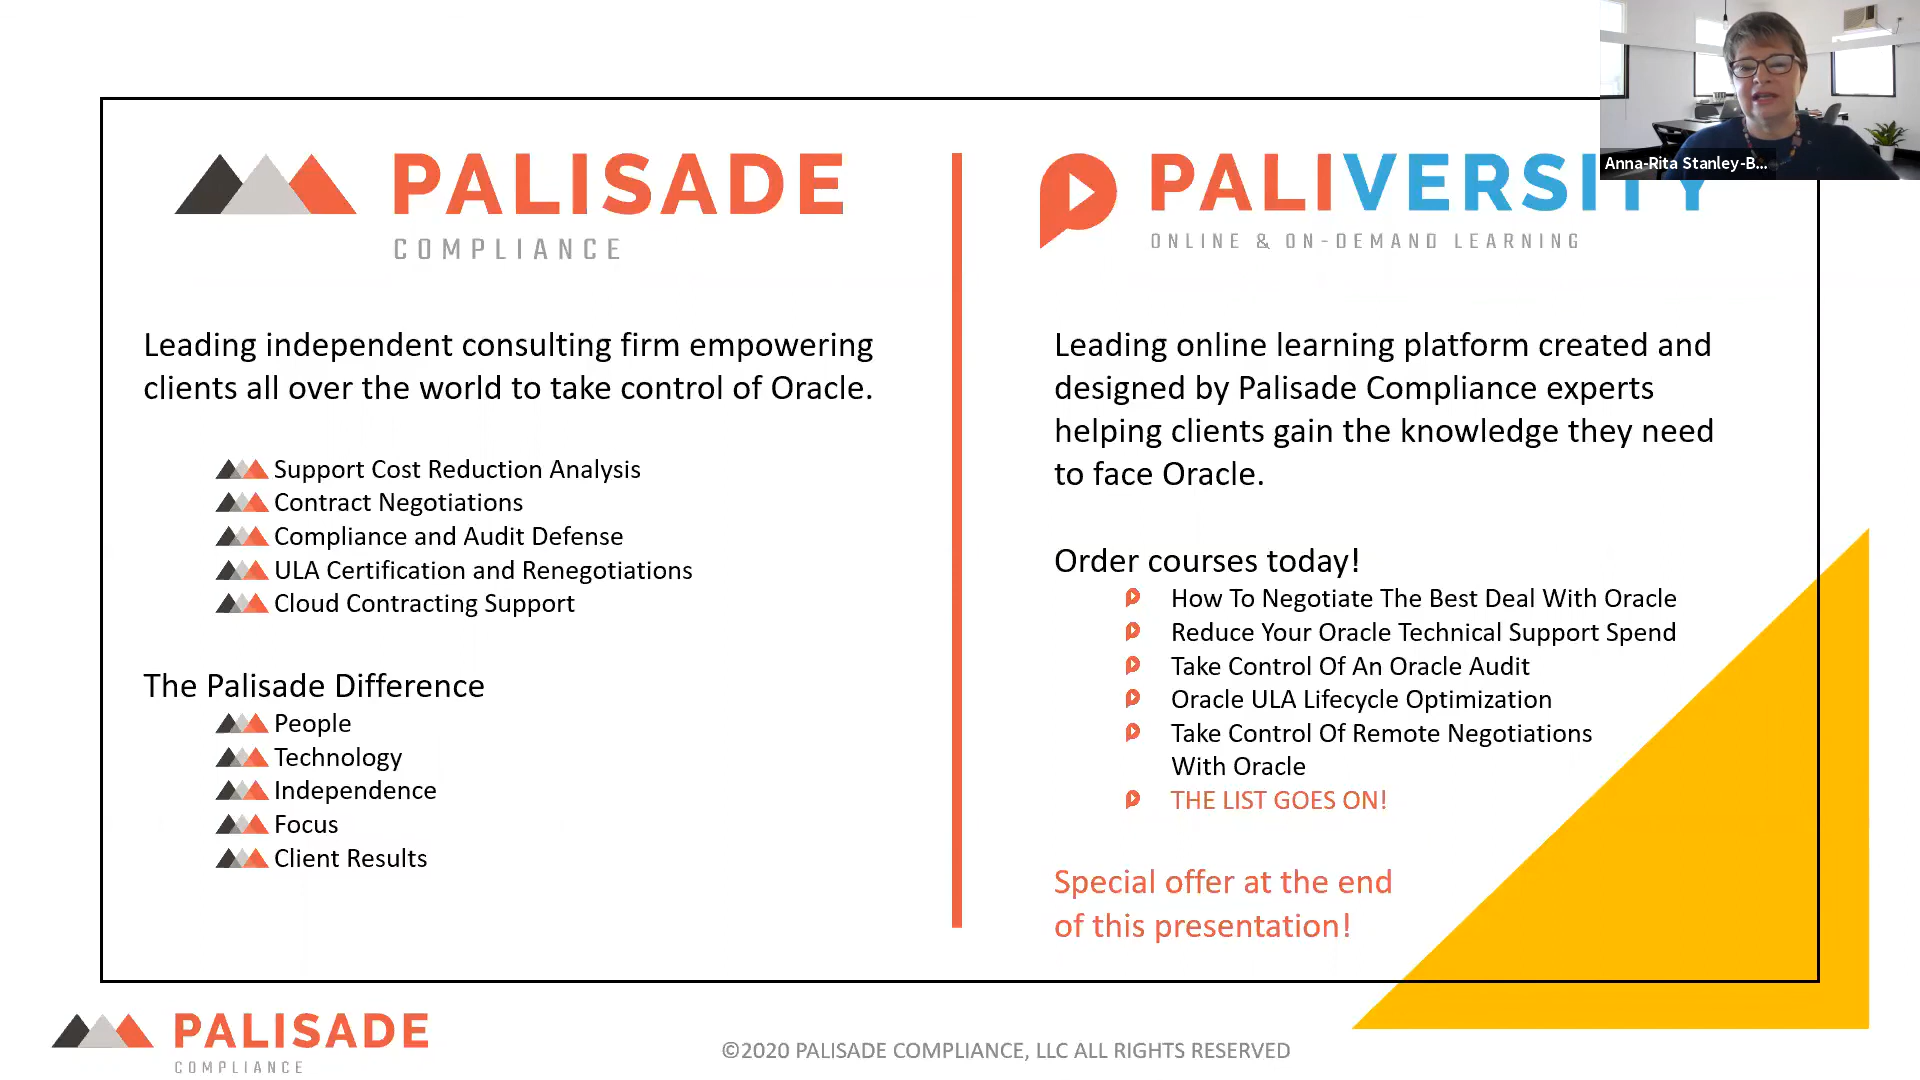 PALISADE
COMPLIANCE
Leading independent consulting firm empowering
clients all over the world to take control of Oracle.
Support Cost Reduction Analysis
Contract Negotiations
Compliance and Audit Defense
ULA Certification and Renegotiations
Cloud Contracting Support
The Palisade Difference
People
Technology
Independence
Focus
Client Results
Anna-Rita Stanley-B...
PALIVERSITY
ONLINE & ON-DEMAND LEARNING
Leading online learning platform created and
designed by Palisade Compliance experts
helping clients gain the knowledge they need
to face Oracle.
Order courses today!
How To Negotiate The Best Deal With Oracle
Reduce Your Oracle Technical Support Spend
Take Control Of An Oracle Audit
Oracle ULA Lifecycle Optimization
Take Control Of Remote Negotiations
With Oracle
THE LIST GOES ON!
Special offer at the end
of this presentation!
PALISADE
COMPLIANCE
©2020 PALISADE COMPLIANCE, LLC ALL RIGHTS RESERVED